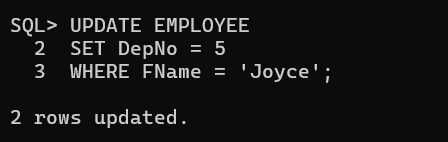 SQL> UPDATE EMPLOYEE
  2  SET DepNo = 5
  3  WHERE FName = 'Joyce';
2 rows updated.